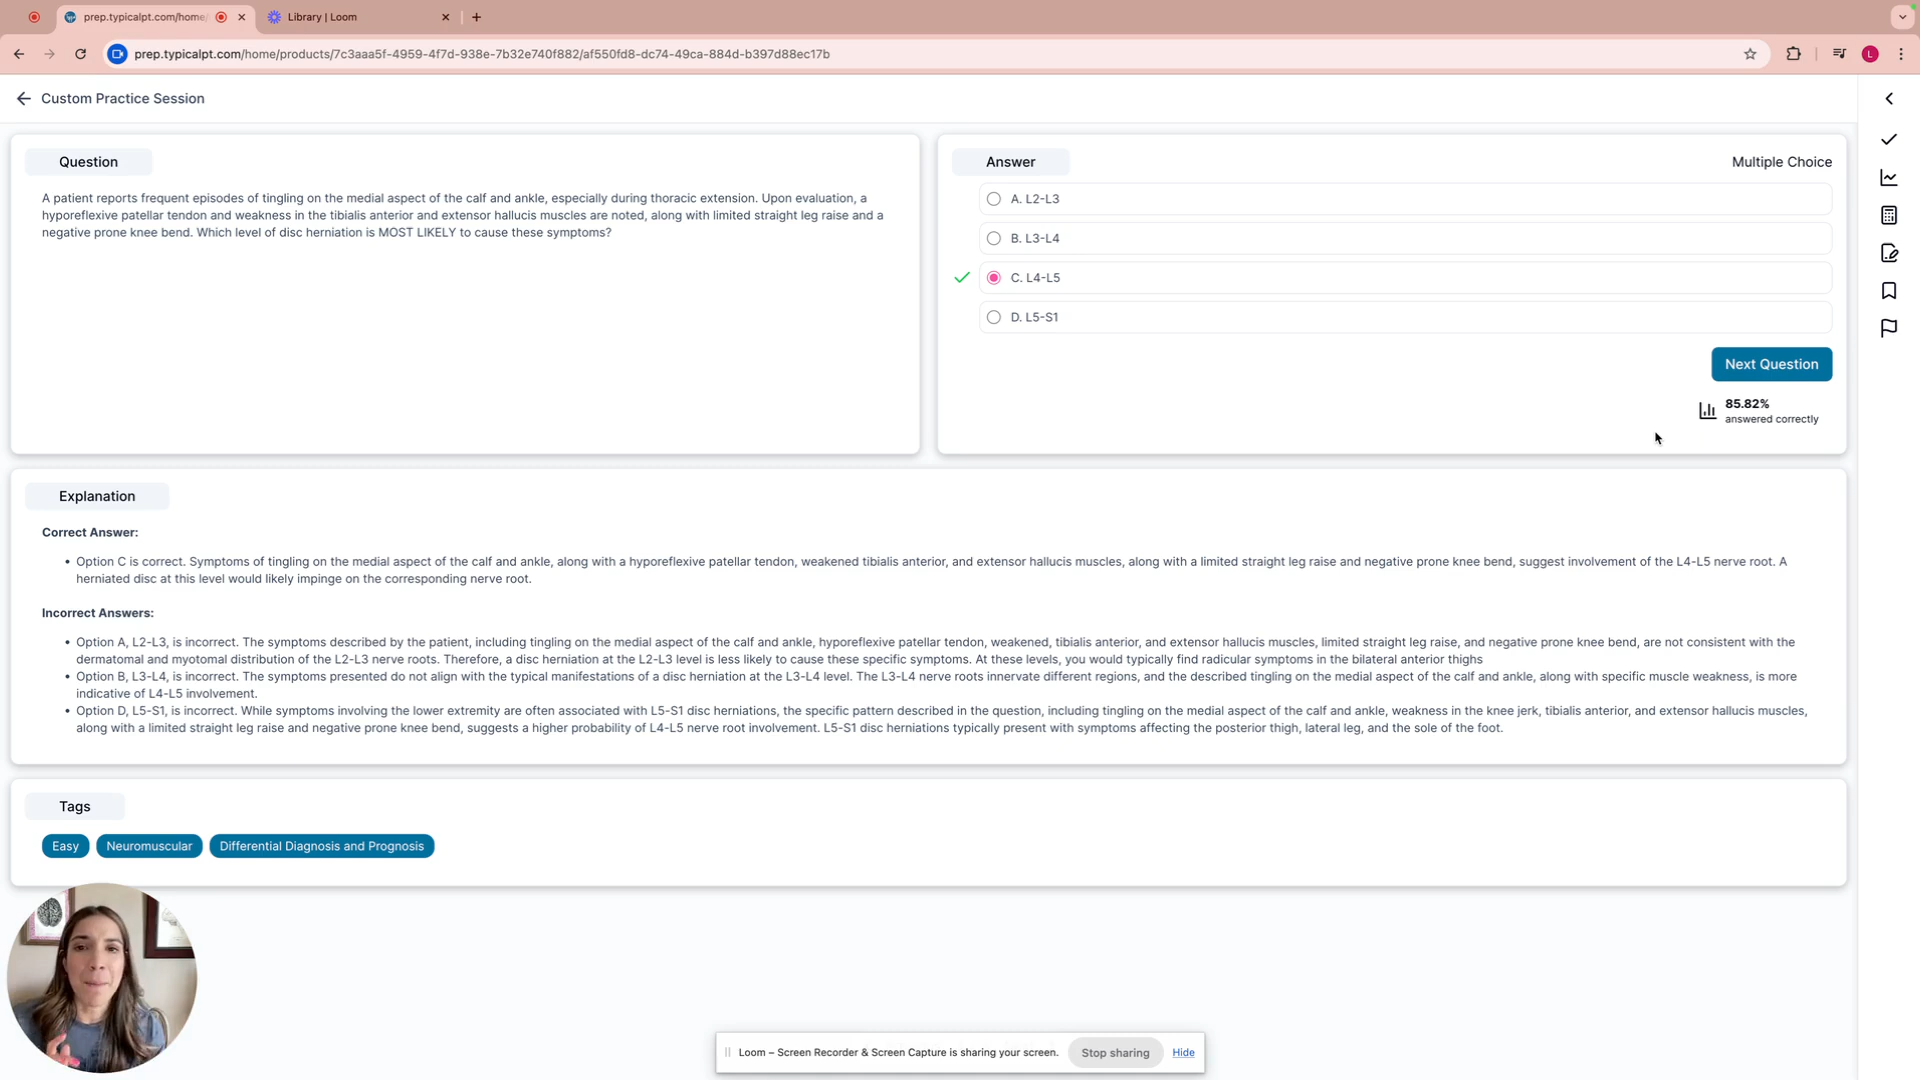 prep.typicalpt.com/home/
Library | Loom
prep.typicalpt.com/home/products/7c3aaa5f-4959-4f7d-938e-7b32e740f882/af550fd8-dc74-49ca-884d-b397d88ec17b
L
Custom Practice Session
Question
A patient reports frequent episodes of tingling on the medial aspect of the calf and ankle, especially during thoracic extension. Upon evaluation, a
hyporeflexive patellar tendon and weakness in the tibialis anterior and extensor hallucis muscles are noted, along with limited straight leg raise and a
negative prone knee bend. Which level of disc herniation is MOST LIKELY to cause these symptoms?
Answer
Multiple Choice
A. L2-L3
B. L3-L4
C. L4-L5
D. L5-S1
Next Question
85.82%
answered correctly
Explanation
Correct Answer:
• Option C is correct. Symptoms of tingling on the medial aspect of the calf and ankle, along with a hyporeflexive patellar tendon, weakened tibialis anterior, and extensor hallucis muscles, along with a limited straight leg raise and negative prone knee bend, suggest involvement of the L4-L5 nerve root. A
herniated disc at this level would likely impinge on the corresponding nerve root.
Incorrect Answers:
• Option A, L2-L3, is incorrect. The symptoms described by the patient, including tingling on the medial aspect of the calf and ankle, hyporeflexive patellar tendon, weakened, tibialis anterior, and extensor hallucis muscles, limited straight leg raise, and negative prone knee bend, are not consistent with the
dermatomal and myotomal distribution of the L2-L3 nerve roots. Therefore, a disc herniation at the L2-L3 level is less likely to cause these specific symptoms. At these levels, you would typically find radicular symptoms in the bilateral anterior thighs
• Option B, L3-L4, is incorrect. The symptoms presented do not align with the typical manifestations of a disc herniation at the L3-L4 level. The L3-L4 nerve roots innervate different regions, and the described tingling on the medial aspect of the calf and ankle, along with specific muscle weakness, is more
indicative of L4-L5 involvement.
• Option D, L5-S1, is incorrect. While symptoms involving the lower extremity are often associated with L5-S1 disc herniations, the specific pattern described in the question, including tingling on the medial aspect of the calf and ankle, weakness in the knee jerk, tibialis anterior, and extensor hallucis muscles,
along with a limited straight leg raise and negative prone knee bend, suggests a higher probability of L4-L5 nerve root involvement. L5-S1 disc herniations typically present with symptoms affecting the posterior thigh, lateral leg, and the sole of the foot.
Tags
Easy
Neuromuscular
Differential Diagnosis and Prognosis
Loom – Screen Recorder & Screen Capture is sharing your screen.
Stop sharing
Hide